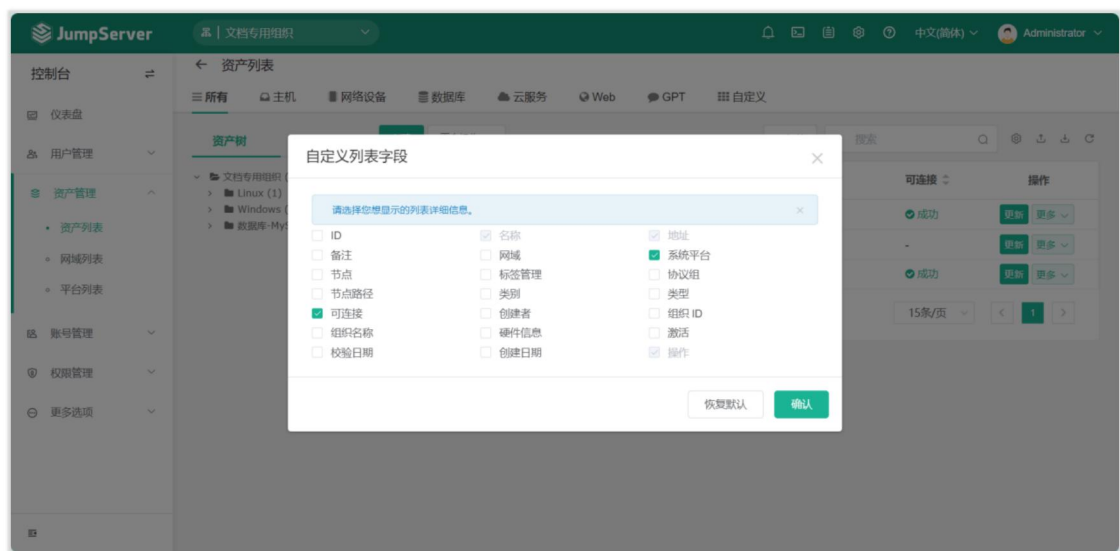 JumpServer 文档专用组织 中文(简体) Administrator
控制台
← 资产列表
所有 主机 网络设备 数据库 云服务 Web GPT 自定义
仪表盘
用户管理
资产管理
资产列表
网域列表
平台列表
账号管理
权限管理
更多选项
资产树
搜索
文档专用组织 (
Linux (1)
Windows (
数据库-MyS
可连接 操作
成功 更新 更多
- 更新 更多
成功 更新 更多
15条/页 < 1 >
自定义列表字段
请选择您想显示的列表详细信息。
ID 名称 地址
备注 网域 系统平台
节点 标签管理 协议组
节点路径 类别 类型
可连接 创建者 组织 ID
组织名称 硬件信息 激活
校验日期 创建日期 操作
恢复默认 确认